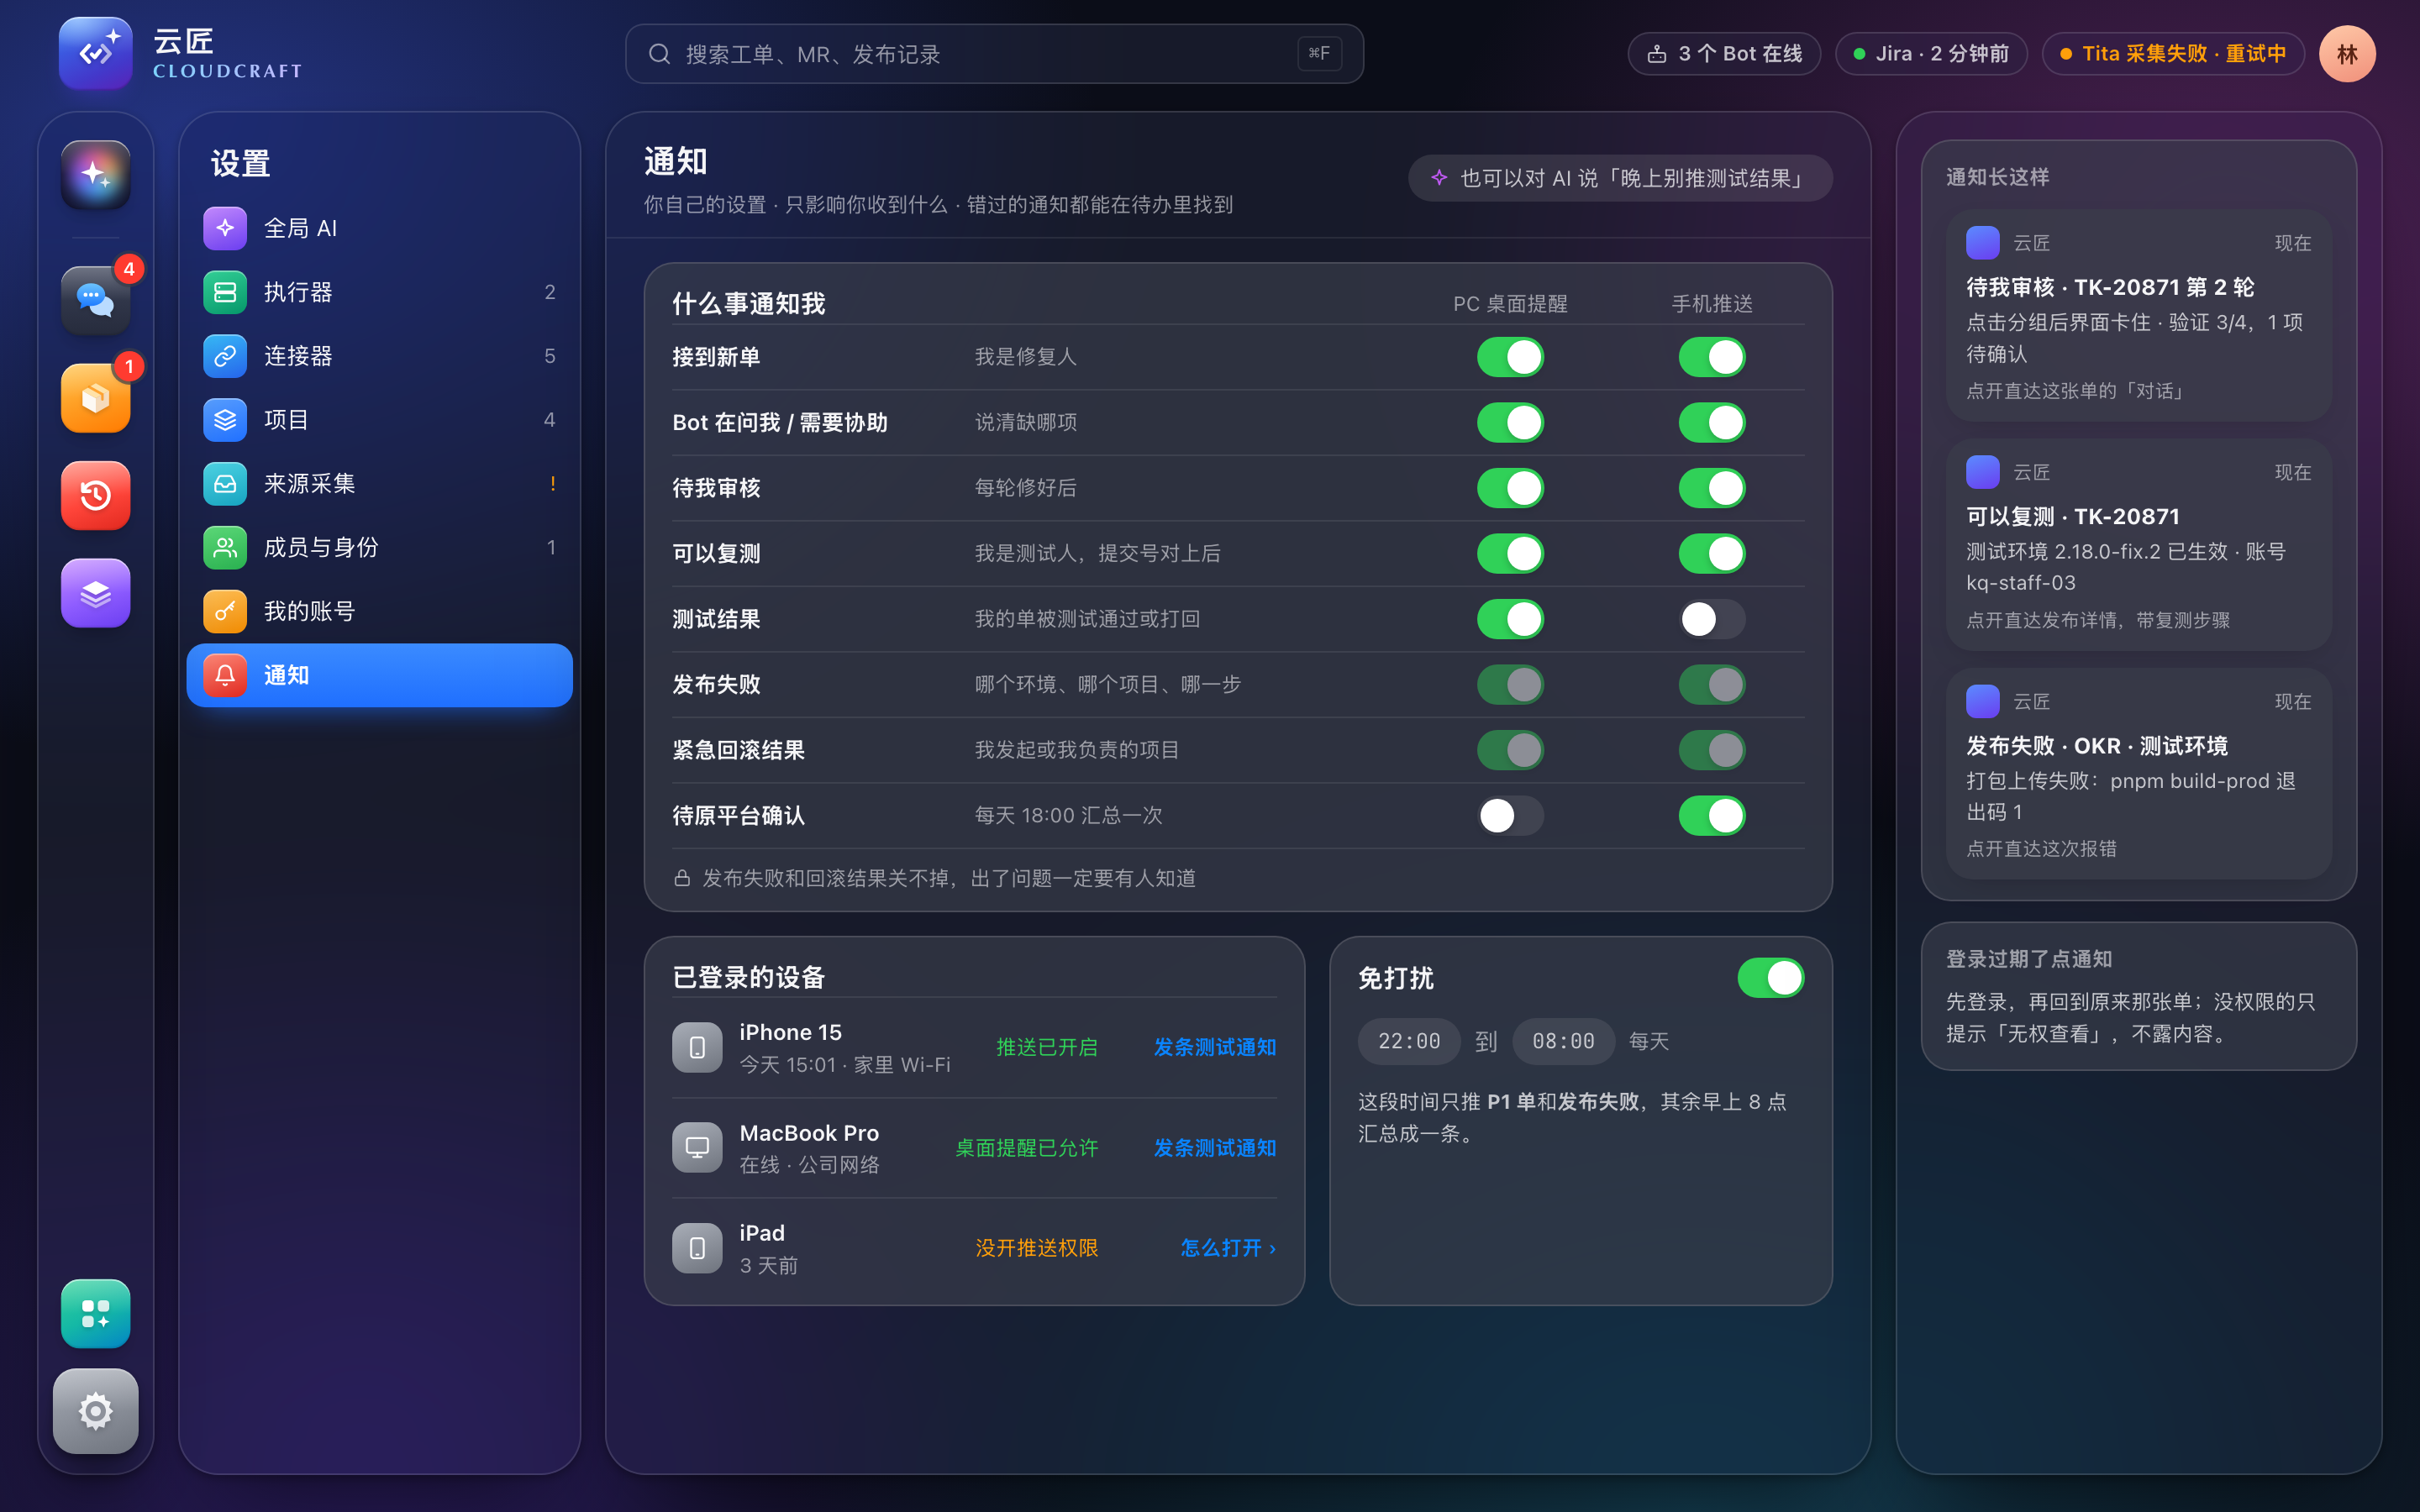 云匠
CLOUDCRAFT
搜索工单、MR、发布记录
⌘F
3 个 Bot 在线
Jira · 2 分钟前
Tita 采集失败 · 重试中
林
4
1
设置
全局 AI
执行器 2
连接器 5
项目 4
来源采集 !
成员与身份 1
我的账号
通知
通知
你自己的设置 · 只影响你收到什么 · 错过的通知都能在待办里找到
也可以对 AI 说「晚上别推测试结果」
什么事通知我 PC 桌面提醒 手机推送
接到新单 我是修复人
Bot 在问我 / 需要协助 说清缺哪项
待我审核 每轮修好后
可以复测 我是测试人，提交号对上后
测试结果 我的单被测试通过或打回
发布失败 哪个环境、哪个项目、哪一步
紧急回滚结果 我发起或我负责的项目
待原平台确认 每天 18:00 汇总一次
发布失败和回滚结果关不掉，出了问题一定要有人知道
已登录的设备
iPhone 15
今天 15:01 · 家里 Wi-Fi
推送已开启 发条测试通知
MacBook Pro
在线 · 公司网络
桌面提醒已允许 发条测试通知
iPad
3 天前
没开推送权限 怎么打开 ›
免打扰
22:00 到 08:00 每天
这段时间只推 P1 单和发布失败，其余早上 8 点
汇总成一条。
通知长这样
云匠 现在
待我审核 · TK-20871 第 2 轮
点击分组后界面卡住 · 验证 3/4，1 项
待确认
点开直达这张单的「对话」
云匠 现在
可以复测 · TK-20871
测试环境 2.18.0-fix.2 已生效 · 账号
kq-staff-03
点开直达发布详情，带复测步骤
云匠 现在
发布失败 · OKR · 测试环境
打包上传失败：pnpm build-prod 退
出码 1
点开直达这次报错
登录过期了点通知
先登录，再回到原来那张单；没权限的只
提示「无权查看」，不露内容。